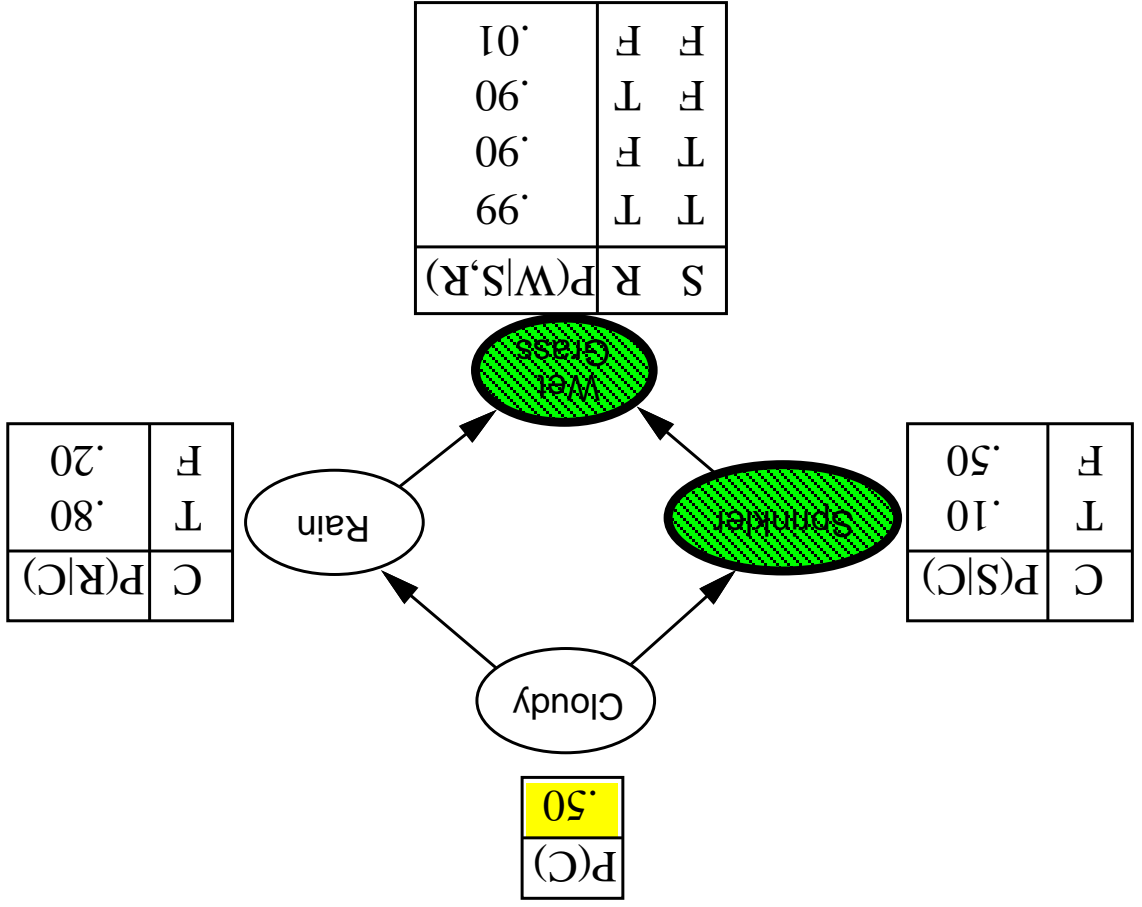 P(C)
.50
Cloudy
C P(S|C)
T .10
F .50
Sprinkler
Rain
C P(R|C)
T .80
F .20
Wet
Grass
S R P(W|S,R)
T T .99
T F .90
F T .90
F F .01